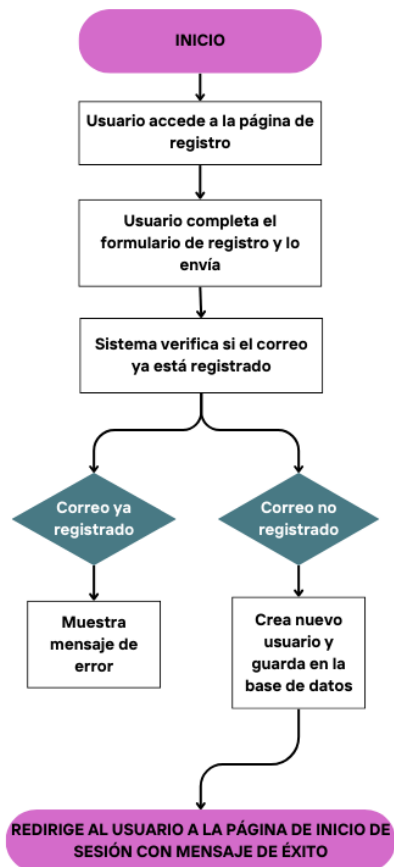 INICIO
Usuario accede a la página de
registro
Usuario completa el
formulario de registro y lo
envía
Sistema verifica si el correo
ya está registrado
Correo ya
registrado
Correo no
registrado
Muestra
mensaje de
error
Crea nuevo
usuario y
guarda en la
base de datos
REDIRIGE AL USUARIO A LA PÁGINA DE INICIO DE
SESIÓN CON MENSAJE DE ÉXITO